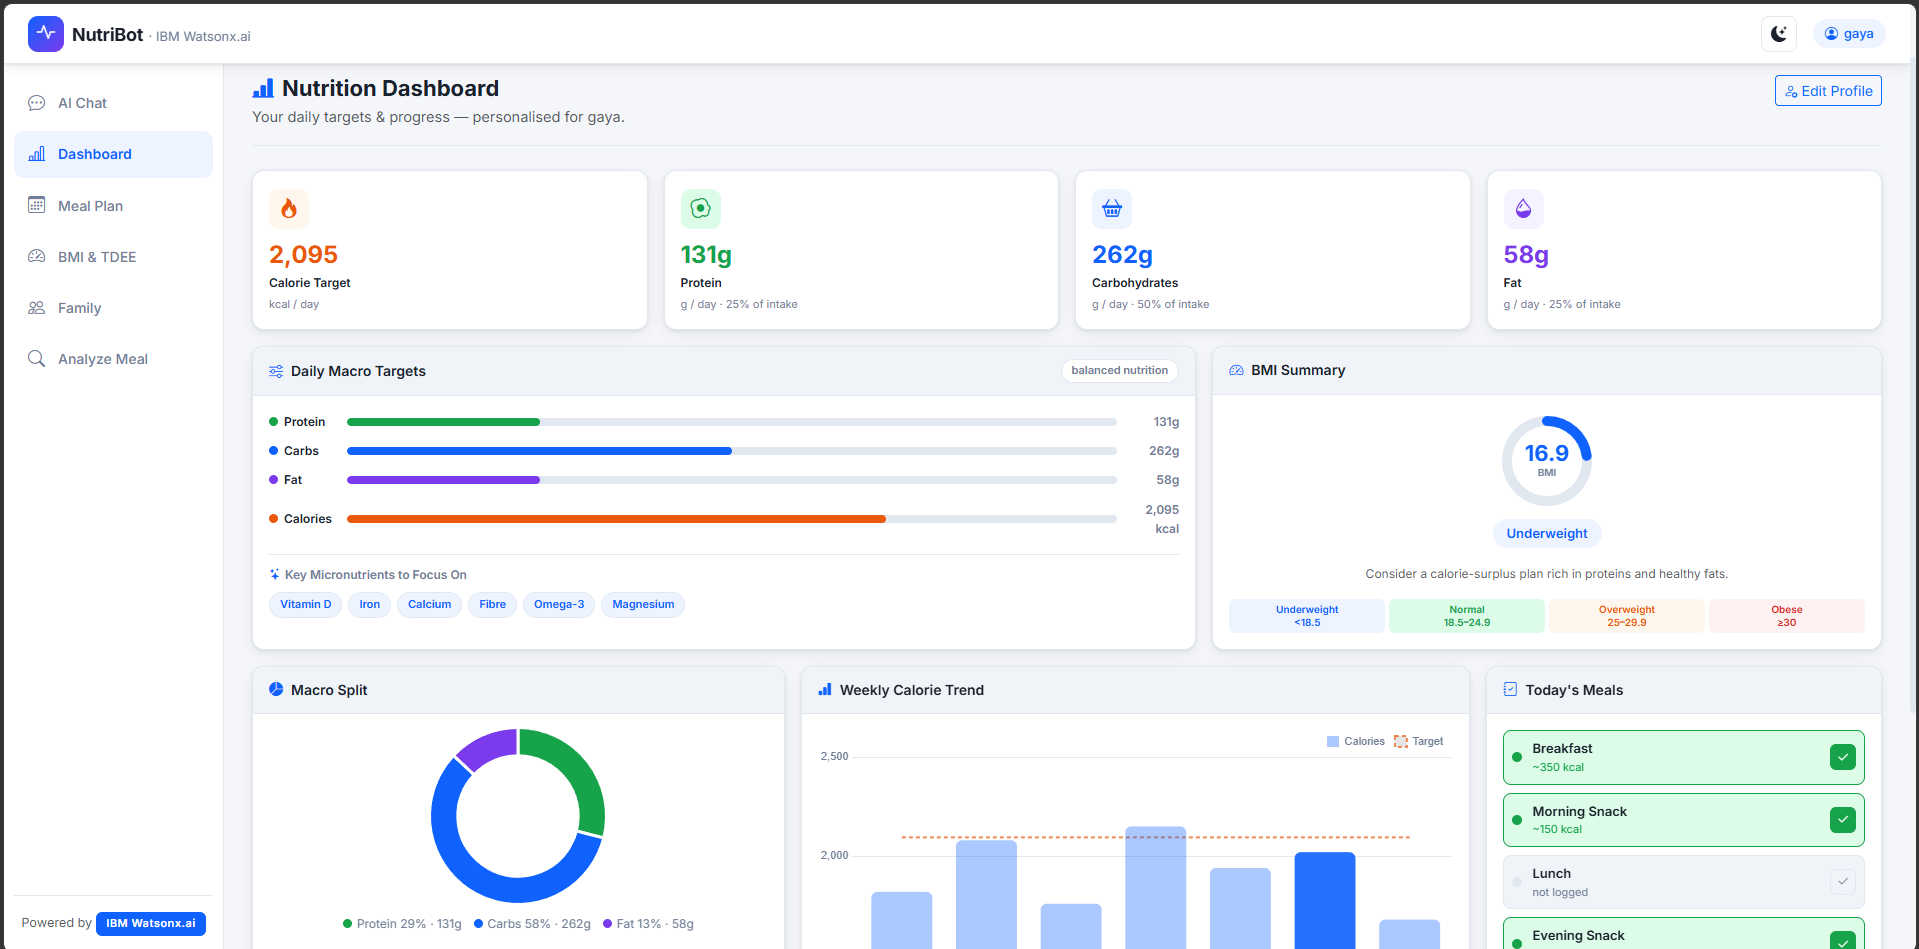 NutriBot · IBM Watsonx.ai
gaya
AI Chat
Dashboard
Meal Plan
BMI & TDEE
Family
Analyze Meal
Powered by IBM Watsonx.ai
Nutrition Dashboard
Your daily targets & progress — personalised for gaya.
Edit Profile
2,095
Calorie Target
kcal / day
131g
Protein
g / day · 25% of intake
262g
Carbohydrates
g / day · 50% of intake
58g
Fat
g / day · 25% of intake
Daily Macro Targets
balanced nutrition
Protein 131g
Carbs 262g
Fat 58g
Calories 2,095
kcal
Key Micronutrients to Focus On
Vitamin D Iron Calcium Fibre Omega-3 Magnesium
BMI Summary
16.9
BMI
Underweight
Consider a calorie-surplus plan rich in proteins and healthy fats.
Underweight
<18.5
Normal
18.5–24.9
Overweight
25–29.9
Obese
≥30
Macro Split
Protein 29% · 131g Carbs 58% · 262g Fat 13% · 58g
Weekly Calorie Trend
Calories Target
2,500
2,000
Today's Meals
Breakfast
~350 kcal
Morning Snack
~150 kcal
Lunch
not logged
Evening Snack